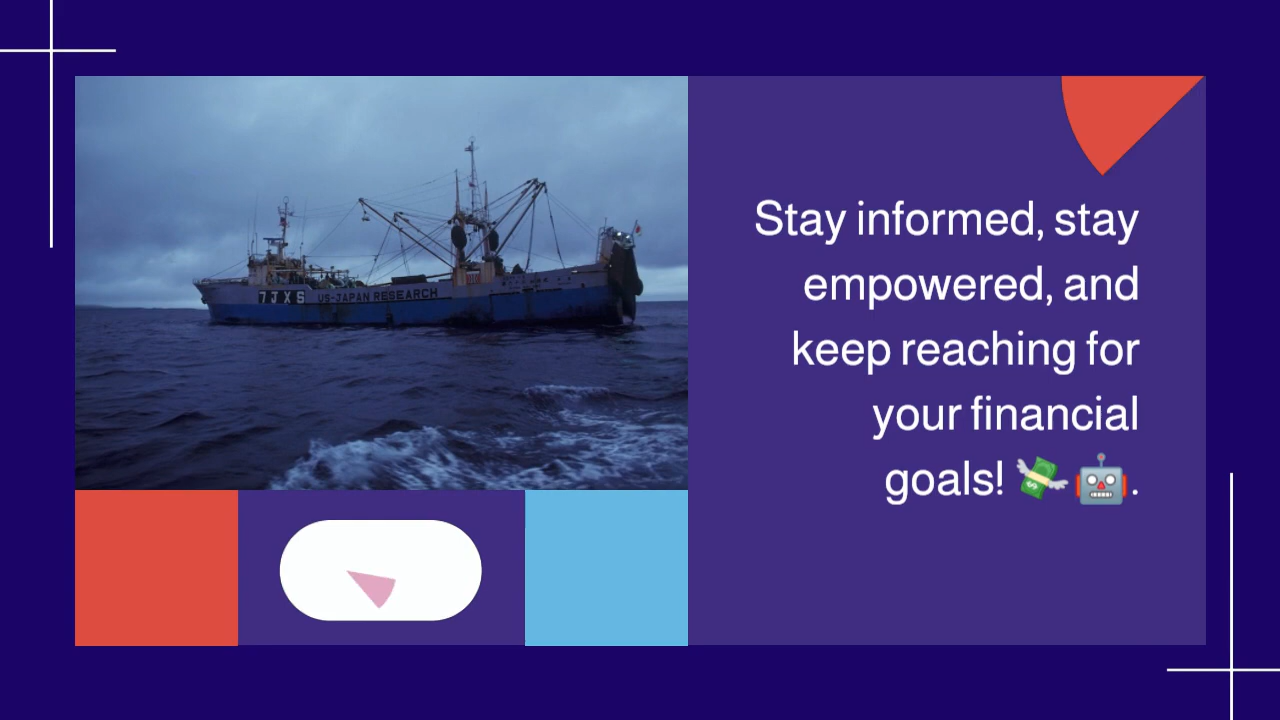 7JXS US-JAPAN RESEARCH
Stay informed, stay
empowered, and
keep reaching for
your financial
goals! 💸🤖.